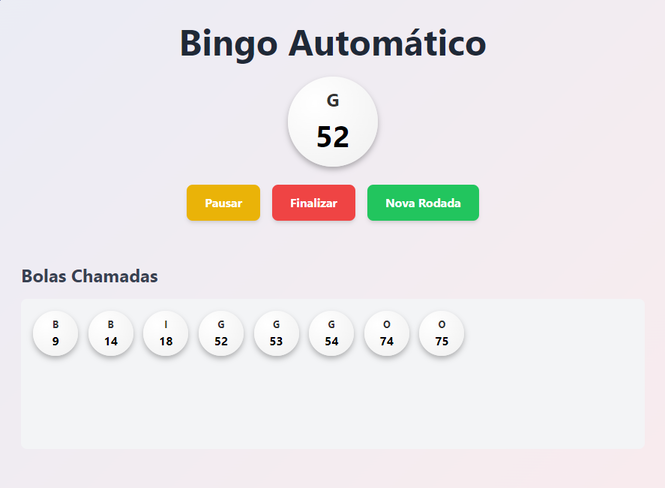 Bingo Automático
G
52
Pausar Finalizar Nova Rodada
Bolas Chamadas
B B I G G G O O
9 14 18 52 53 54 74 75